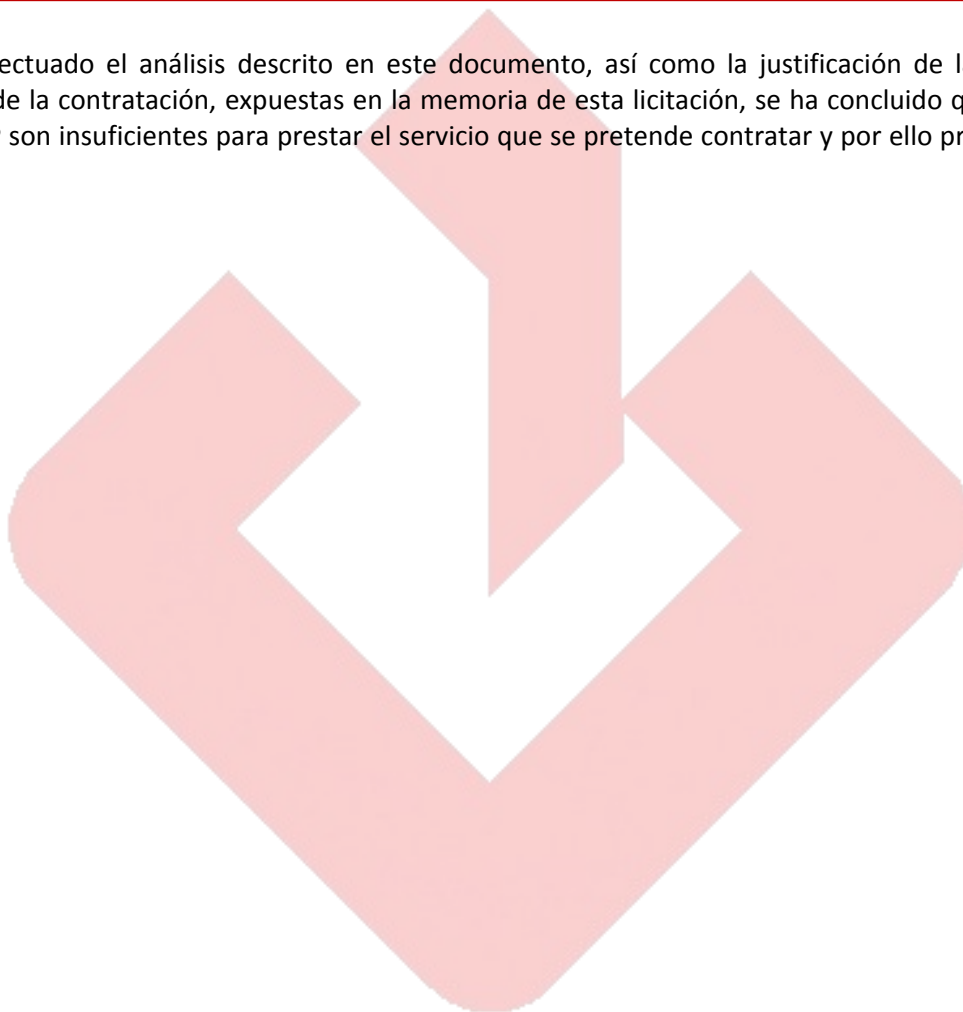 ectuado el análisis descrito en este documento, así como la justificación de l
de la contratación, expuestas en la memoria de esta licitación, se ha concluido q
son insuficientes para prestar el servicio que se pretende contratar y por ello pr